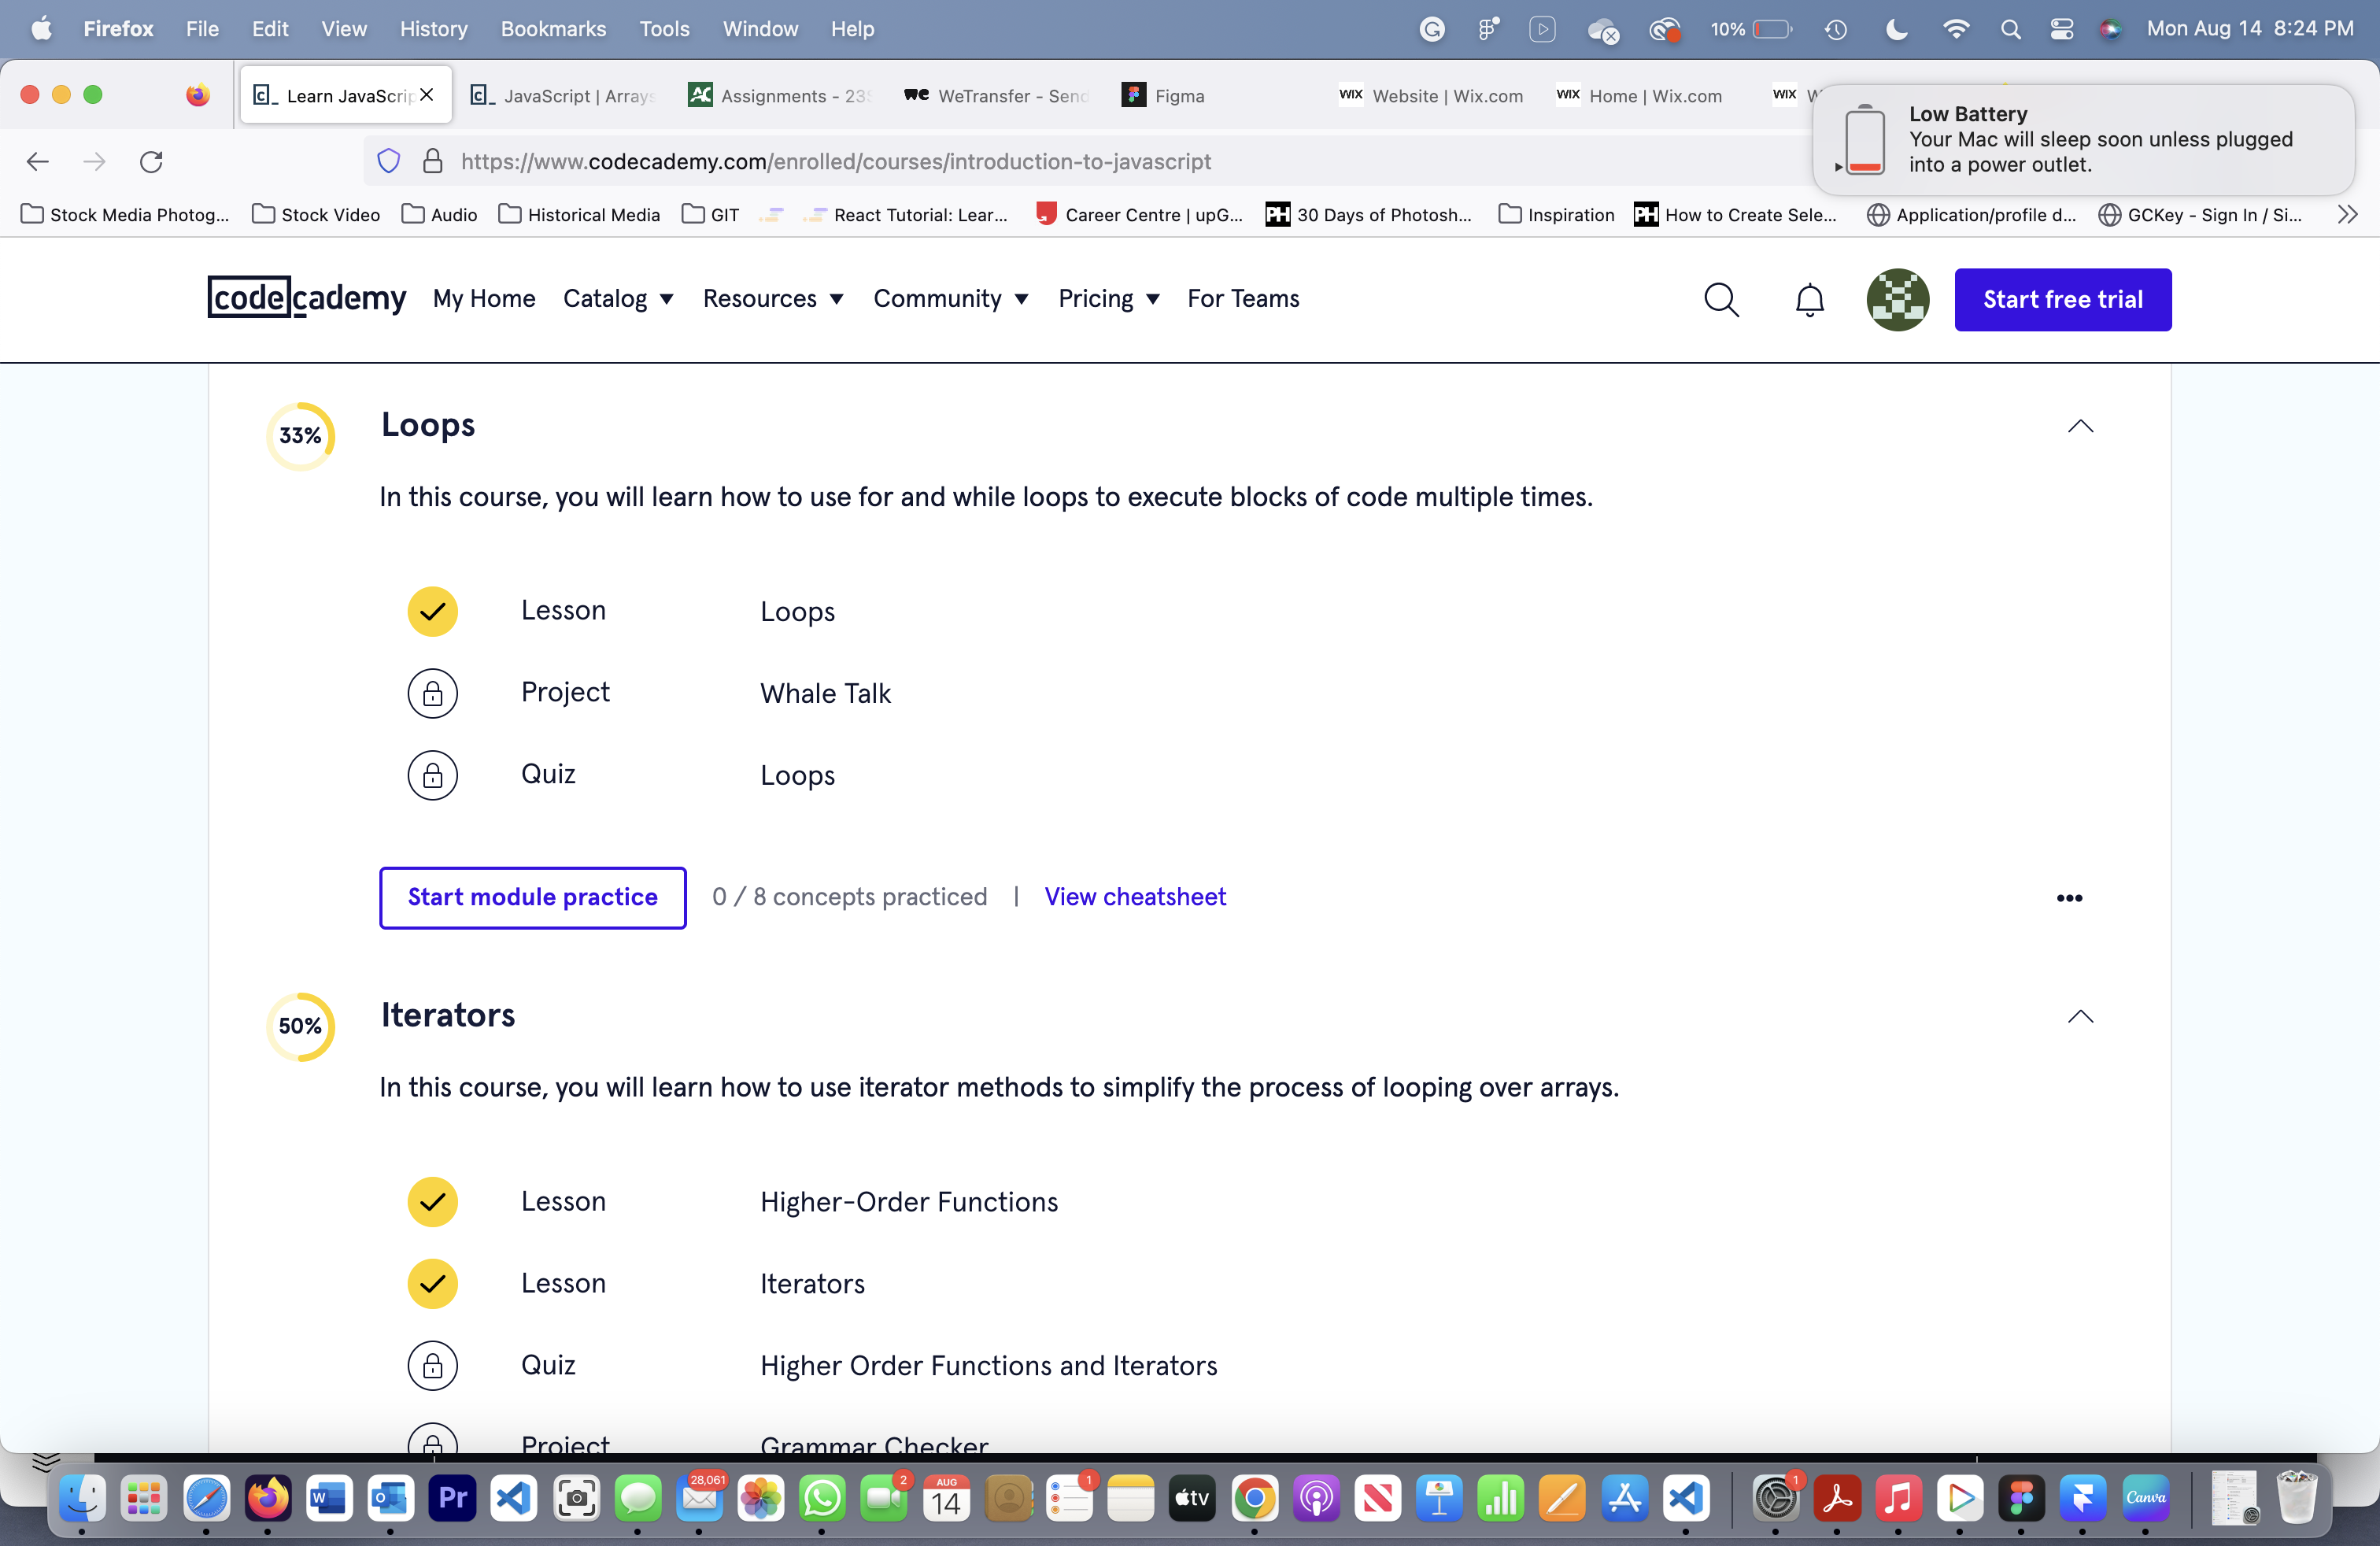 Firefox File Edit View History Bookmarks Tools Window Help 10% Mon Aug 14 8:24 PM
Learn JavaScrip JavaScript | Arrays Assignments - 23S WeTransfer - Send Figma WIX Website | Wix.com WIX Home | Wix.com WIX
Low Battery
Your Mac will sleep soon unless plugged
into a power outlet.
https://www.codecademy.com/enrolled/courses/introduction-to-javascript
Stock Media Photog... Stock Video Audio Historical Media GIT React Tutorial: Lear... Career Centre | upG... PH 30 Days of Photosh... Inspiration PH How to Create Sele... Application/profile d... GCKey - Sign In / Si...
codecademy My Home Catalog Resources Community Pricing For Teams Start free trial
33% Loops
In this course, you will learn how to use for and while loops to execute blocks of code multiple times.
Lesson Loops
Project Whale Talk
Quiz Loops
Start module practice 0 / 8 concepts practiced | View cheatsheet
50% Iterators
In this course, you will learn how to use iterator methods to simplify the process of looping over arrays.
Lesson Higher-Order Functions
Lesson Iterators
Quiz Higher Order Functions and Iterators
Project Grammar Checker
W O Pr 28,061 2 AUG 14 1 tv 1 Canva